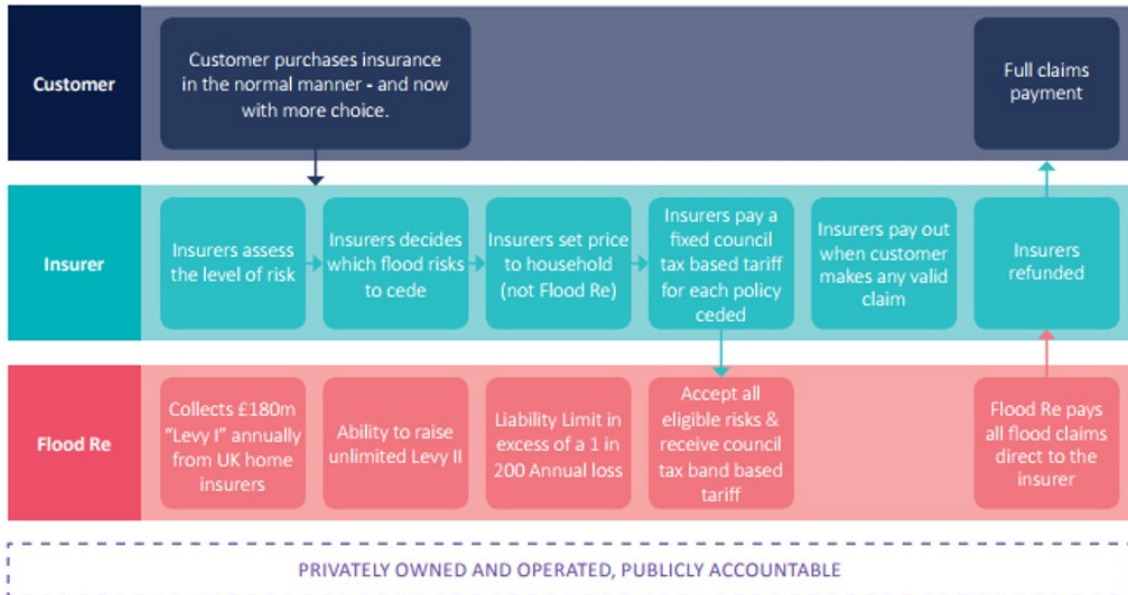 Customer
Customer purchases insurance
in the normal manner - and now
with more choice.
Full claims
payment
Insurer
Insurers assess
the level of risk
Insurers decides
which flood risks
to cede
Insurers set price
to household
(not Flood Re)
Insurers pay a
fixed council
tax based tariff
for each policy
ceded
Insurers pay out
when customer
makes any valid
claim
Insurers
refunded
Flood Re
Collects £180m
“Levy I” annually
from UK home
insurers
Ability to raise
unlimited Levy II
Liability Limit in
excess of a 1 in
200 Annual loss
Accept all
eligible risks &
receive council
tax band based
tariff
Flood Re pays
all flood claims
direct to the
insurer
PRIVATELY OWNED AND OPERATED, PUBLICLY ACCOUNTABLE